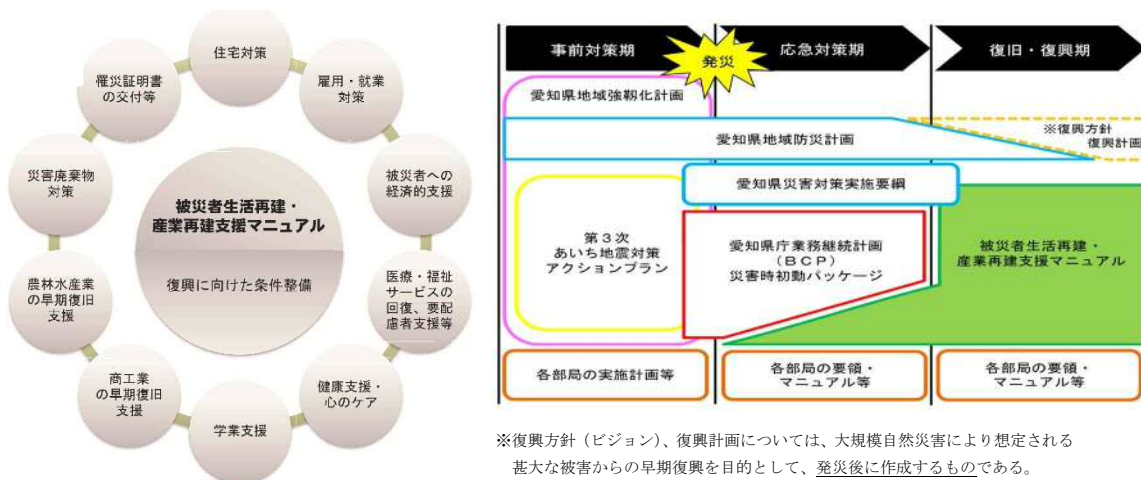 住宅対策
雇用・就業
対策
被災者への
経済的支援
医療・福祉
サービスの
回復、要配
慮者支援等
健康支援・
心のケア
学業支援
商工業
の早期復旧
支援
農林水産業
の早期復旧
支援
災害廃棄物
対策
罹災証明書
の交付等
被災者生活再建・
産業再建支援マニュアル
復興に向けた条件整備
事前対策期
発災
応急対策期
復旧・復興期
愛知県地域強靱化計画
愛知県地域防災計画
※復興方針
復興計画
愛知県災害対策実施要綱
第3次
あいち地震対策
アクションプラン
愛知県庁業務継続計画
(BCP)
災害時初動パッケージ
被災者生活再建・
産業再建支援マニュアル
各部局の実施計画等
各部局の要領・
マニュアル等
各部局の要領・
マニュアル等
※復興方針（ビジョン）、復興計画については、大規模自然災害により想定される
甚大な被害からの早期復興を目的として、発災後に作成するものである。